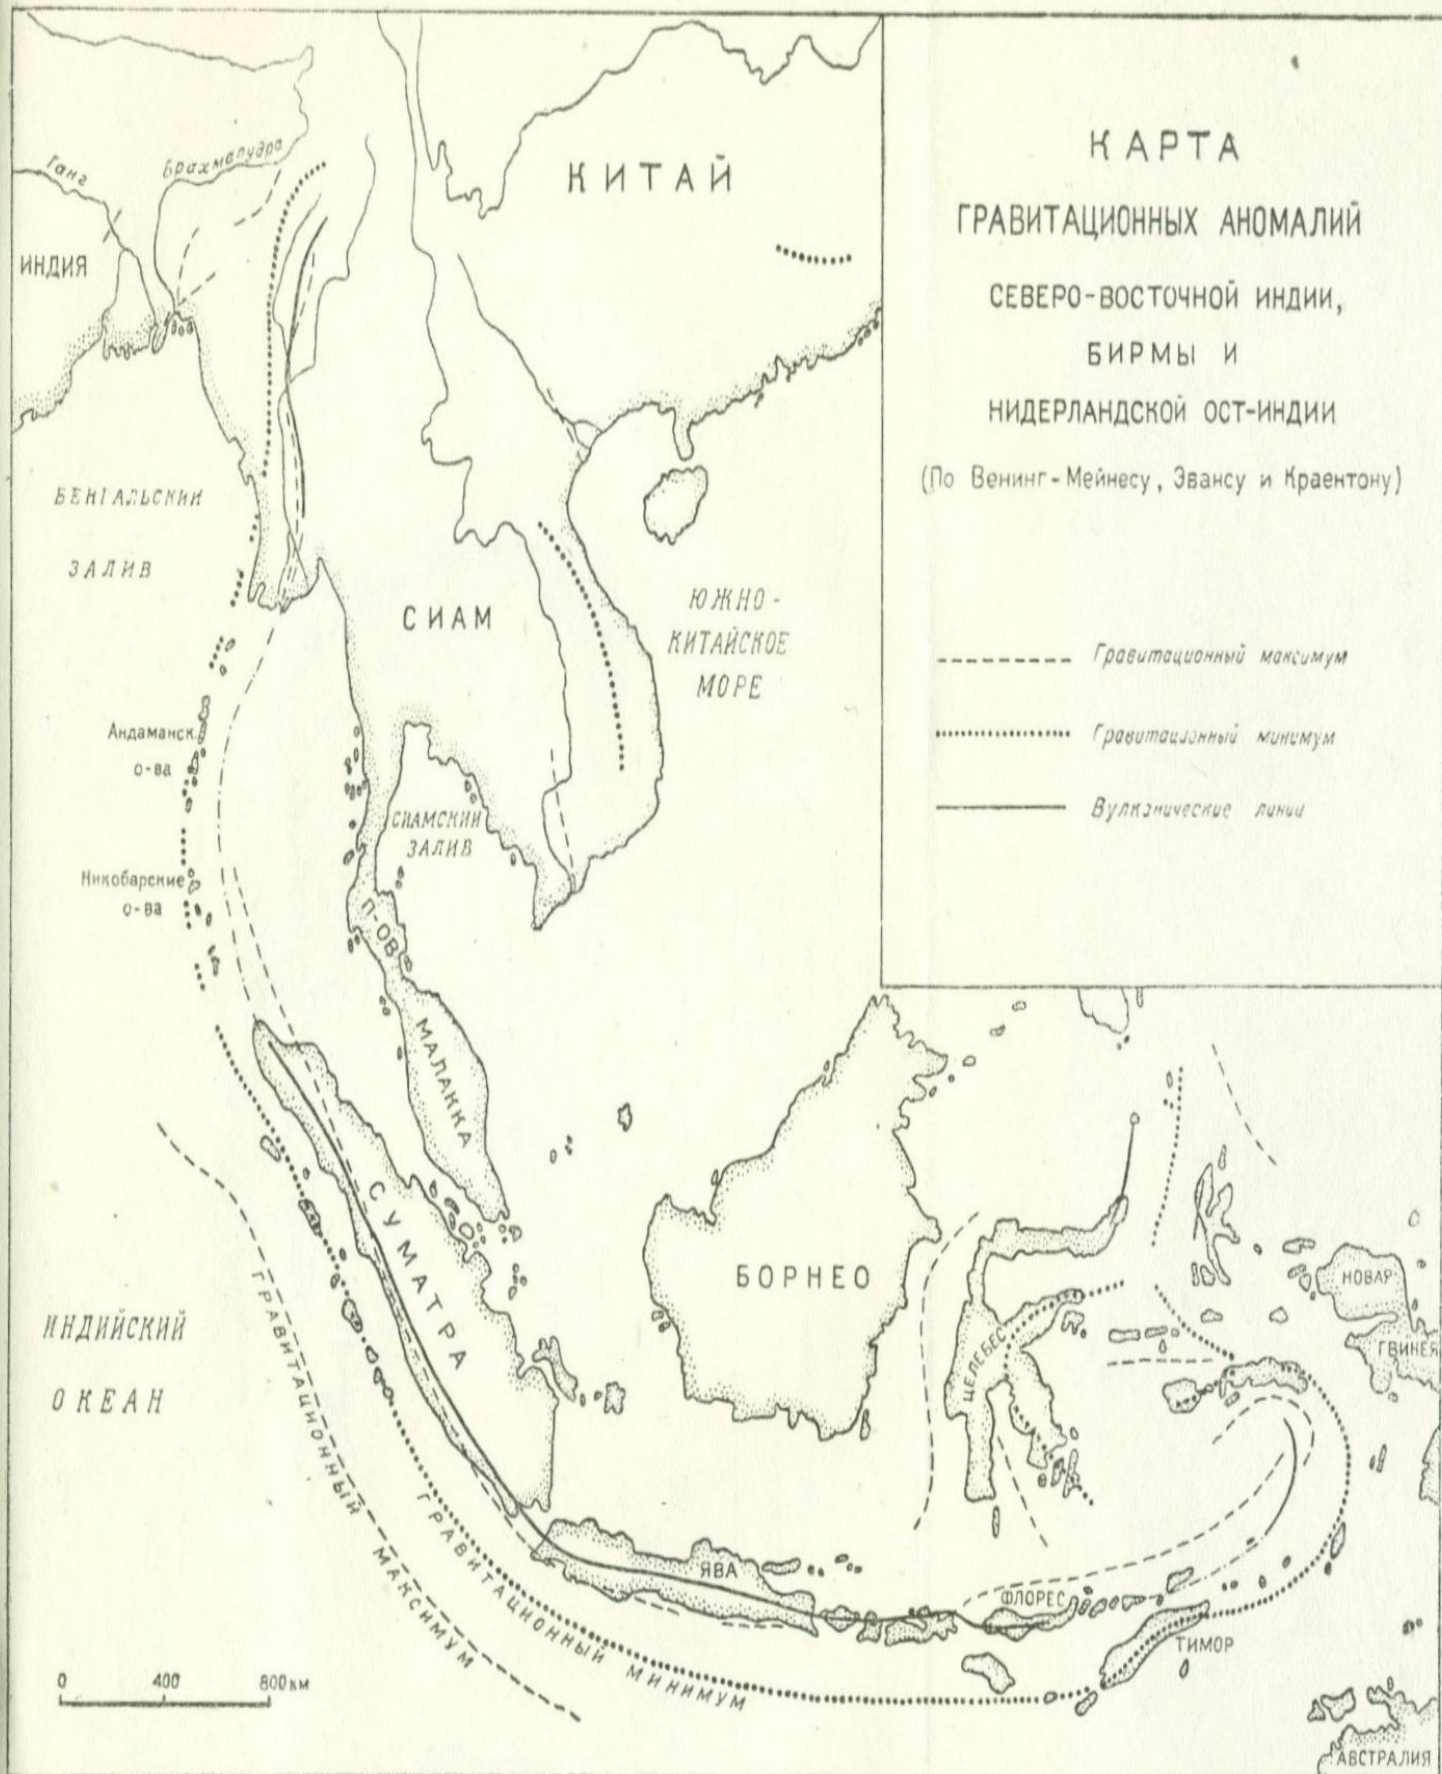 КАРТА
ГРАВИТАЦИОННЫХ АНОМАЛИЙ
СЕВЕРО-ВОСТОЧНОЙ ИНДИИ,
БИРМЫ И
НИДЕРЛАНДСКОЙ ОСТ-ИНДИИ
(По Венинг-Мейнесу, Эвансу и Краентону)
Гравитационный максимум
Гравитационный минимум
Вулканические линии
Ганг
Брахмапудра
КИТАЙ
ИНДИЯ
БЕНГАЛЬСКИЙ
ЗАЛИВ
СИАМ
ЮЖНО-
КИТАЙСКОЕ
МОРЕ
Андаманск.
о-ва
СИАМСКИЙ
ЗАЛИВ
Никобарские
о-ва
П-ОВ
МАЛАККА
СУМАТРА
БОРНЕО
ЦЕЛЕБЕС
НОВАЯ
ГВИНЕЯ
ИНДИЙСКИЙ
ОКЕАН
ГРАВИТАЦИОННЫЙ МАКСИМУМ
ГРАВИТАЦИОННЫЙ МИНИМУМ
ЯВА
ФЛОРЕС
ТИМОР
0 400 800 км
АВСТРАЛИЯ